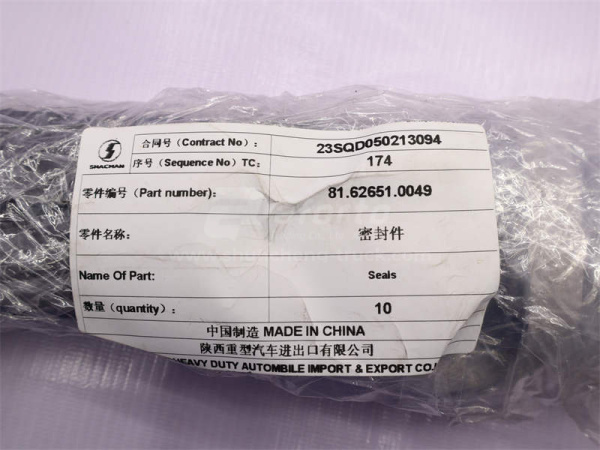 SHACMAN
合同号（Contract No）： 23SQD050213094
序号（Sequence No）TC: 174
零件编号（Part number): 81.62651.0049
零件名称： 密封件
Name Of Part: Seals
数量（quantity）： 10
中国制造 MADE IN CHINA
陕西重型汽车进出口有限公司
HEAVY DUTY AUTOMBILE IMPORT & EXPORT CO.